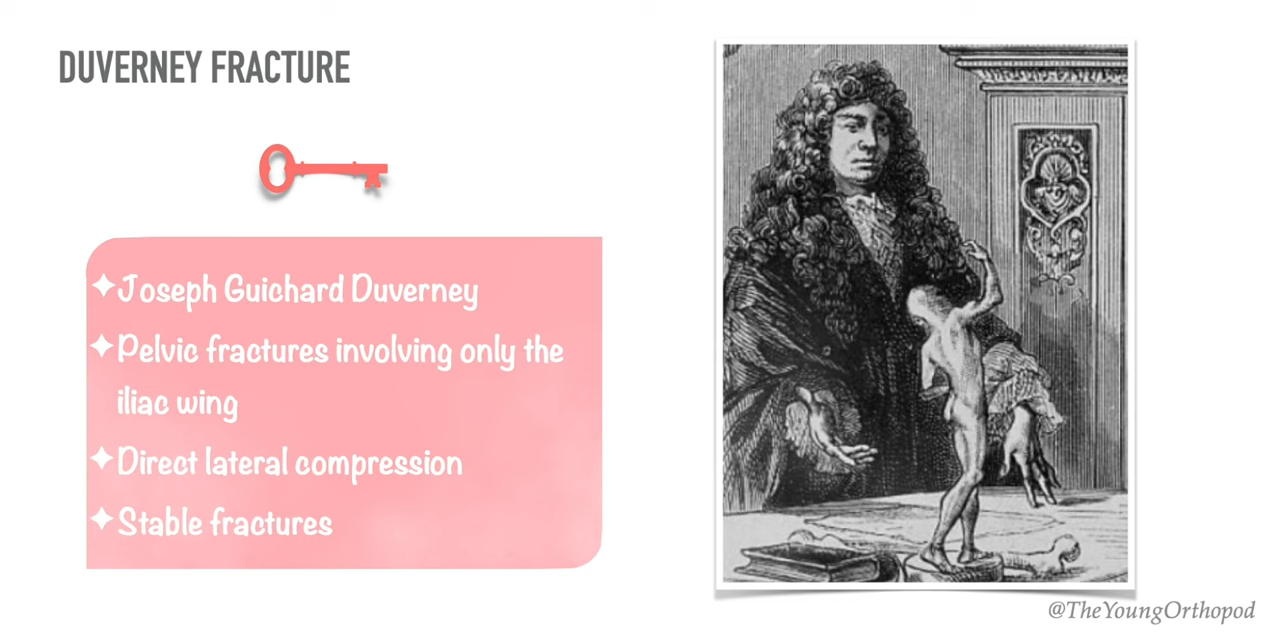 DUVERNEY FRACTURE
✦Joseph Guichard Duverney
✦Pelvic fractures involving only the
iliac wing
✦Direct lateral compression
✦Stable fractures
@TheYoungOrthopod